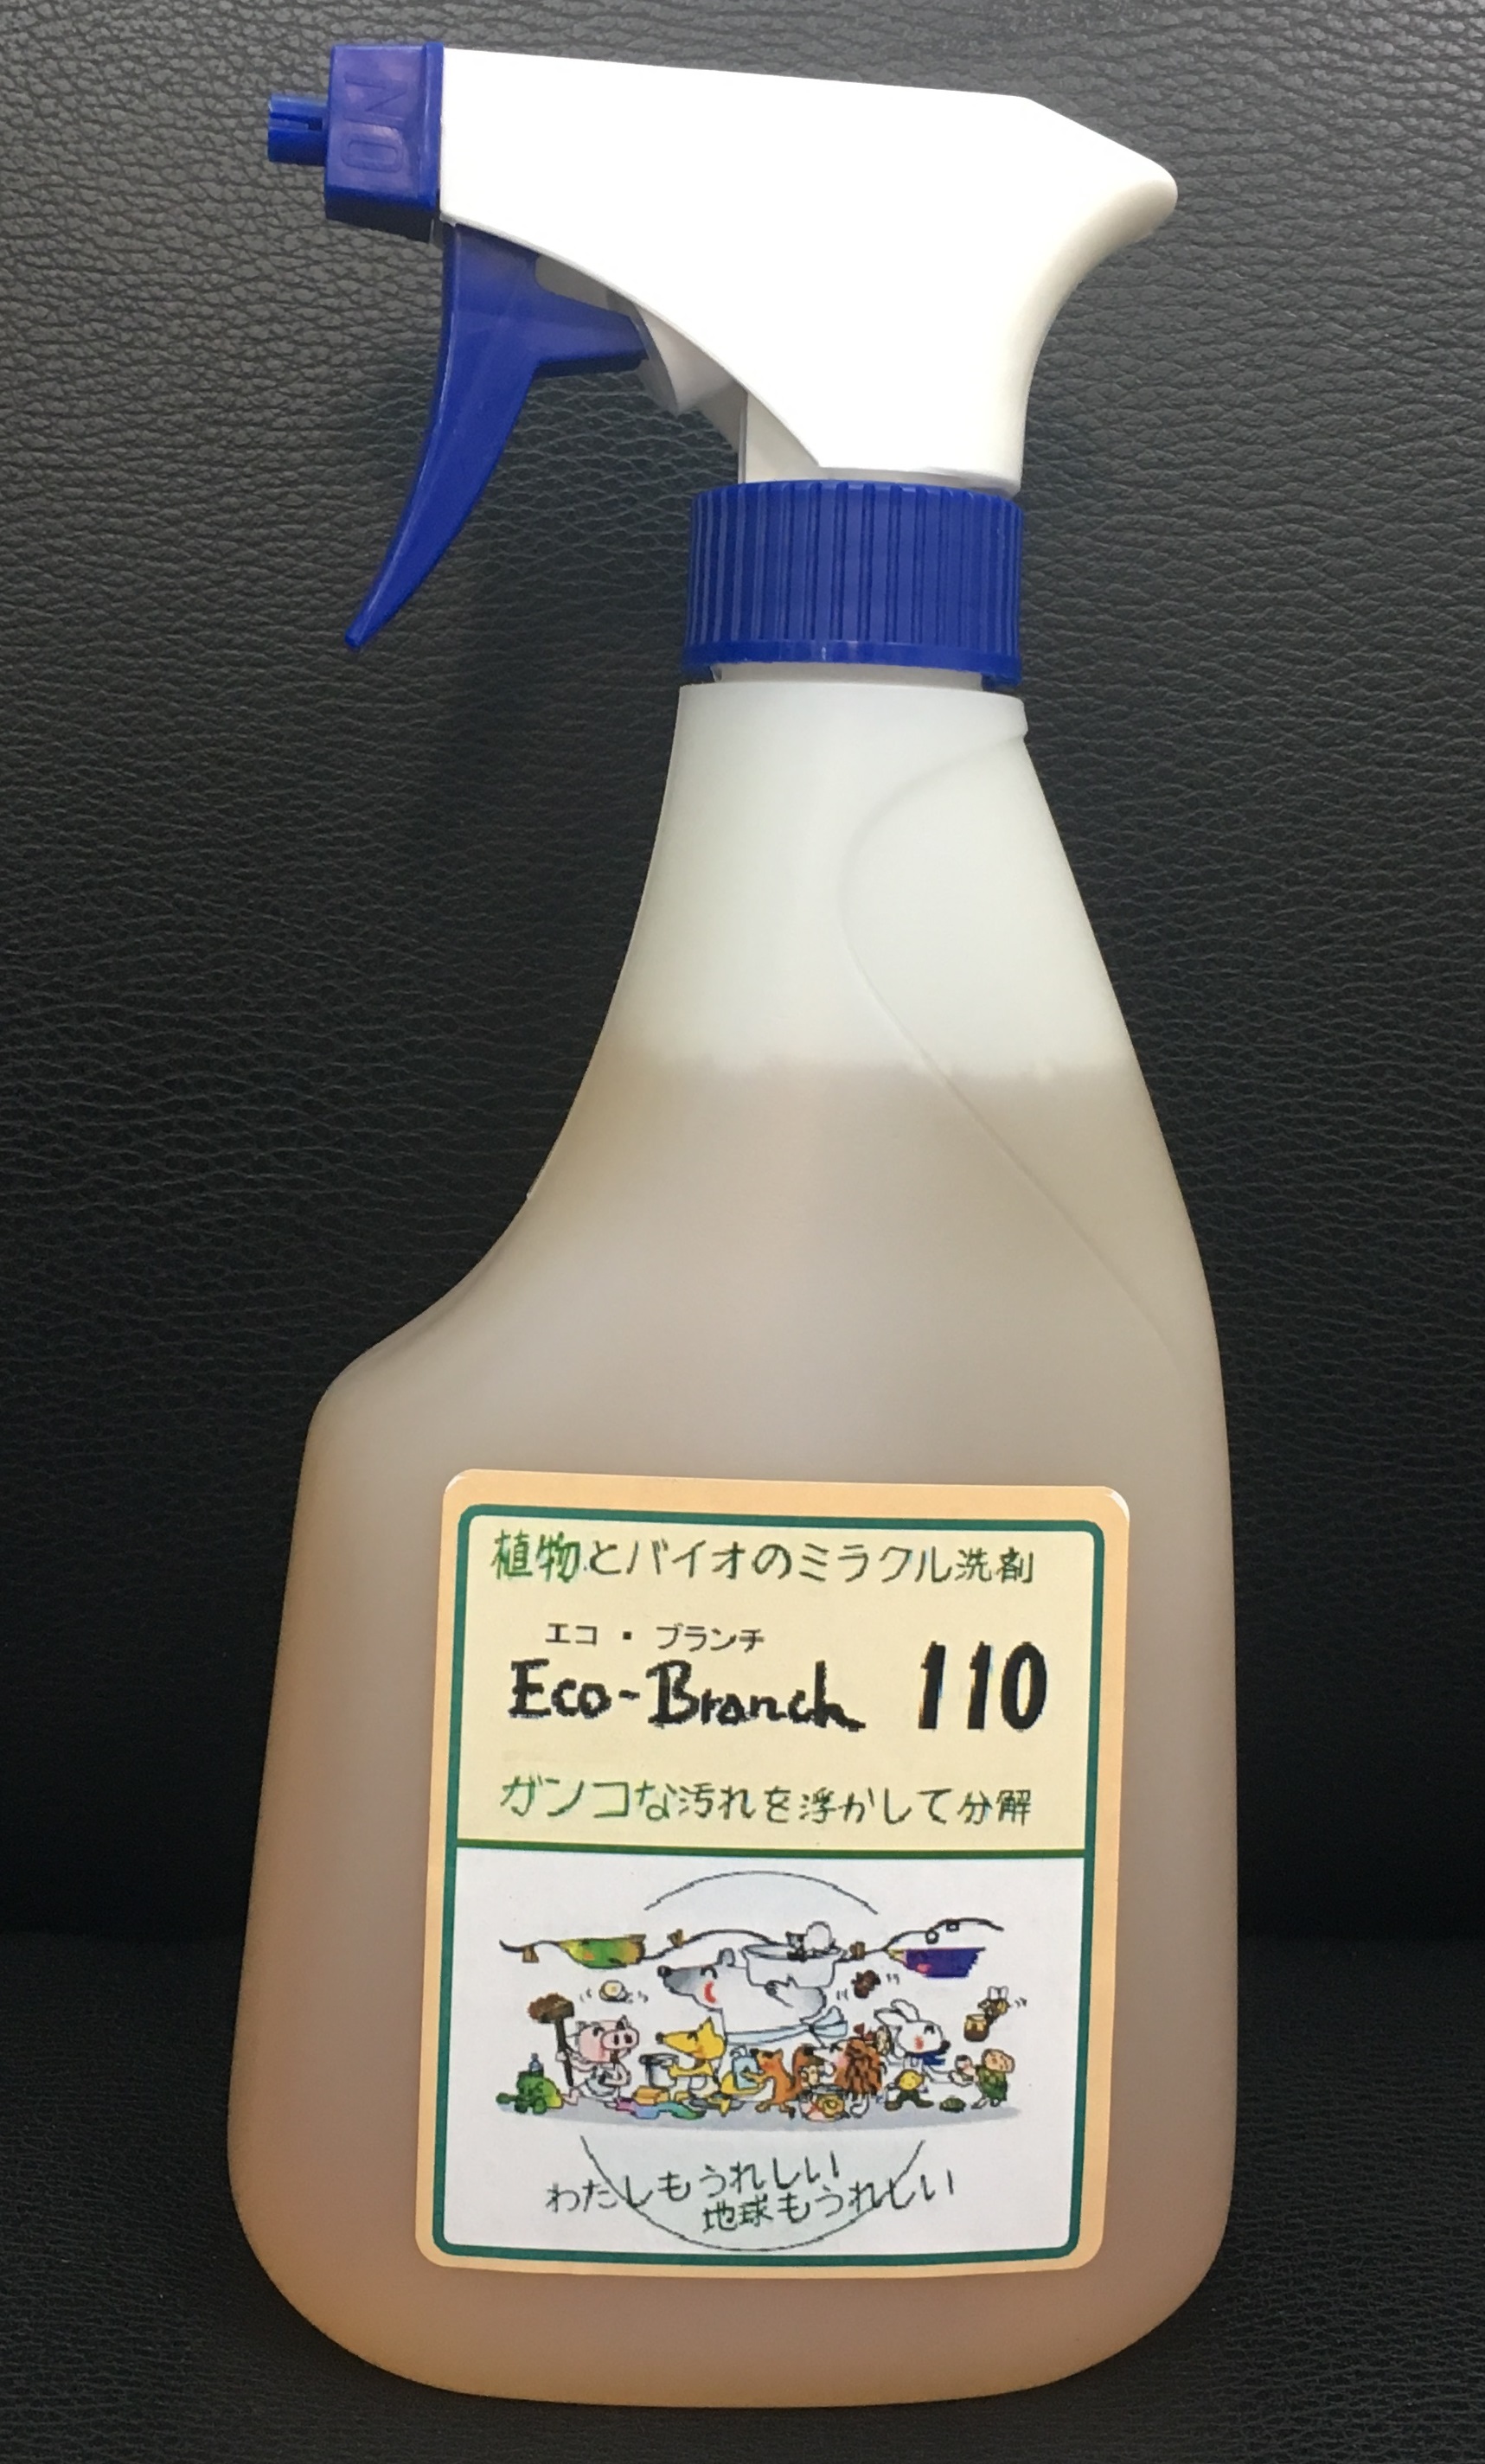 NO
植物とバイオのミラクル洗剤
エコ・ブランチ
Eco-Branch 110
ガンコな汚れを浮かして分解
わたしもうれしい
地球もうれしい